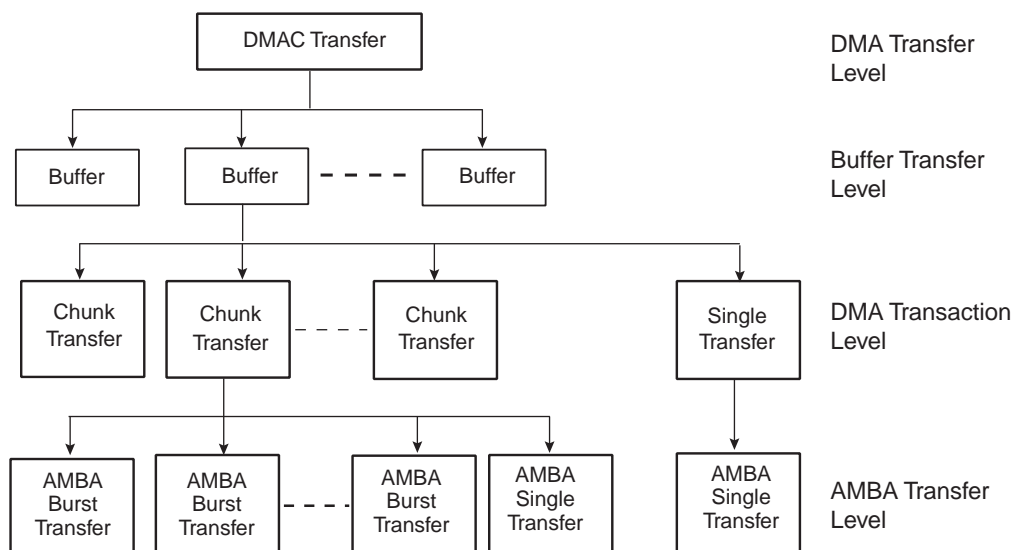 DMAC Transfer
DMA Transfer
Level
Buffer
Buffer
Buffer
Buffer Transfer
Level
Chunk
Transfer
Chunk
Transfer
Chunk
Transfer
Single
Transfer
DMA Transaction
Level
AMBA
Burst
Transfer
AMBA
Burst
Transfer
AMBA
Burst
Transfer
AMBA
Single
Transfer
AMBA
Single
Transfer
AMBA Transfer
Level